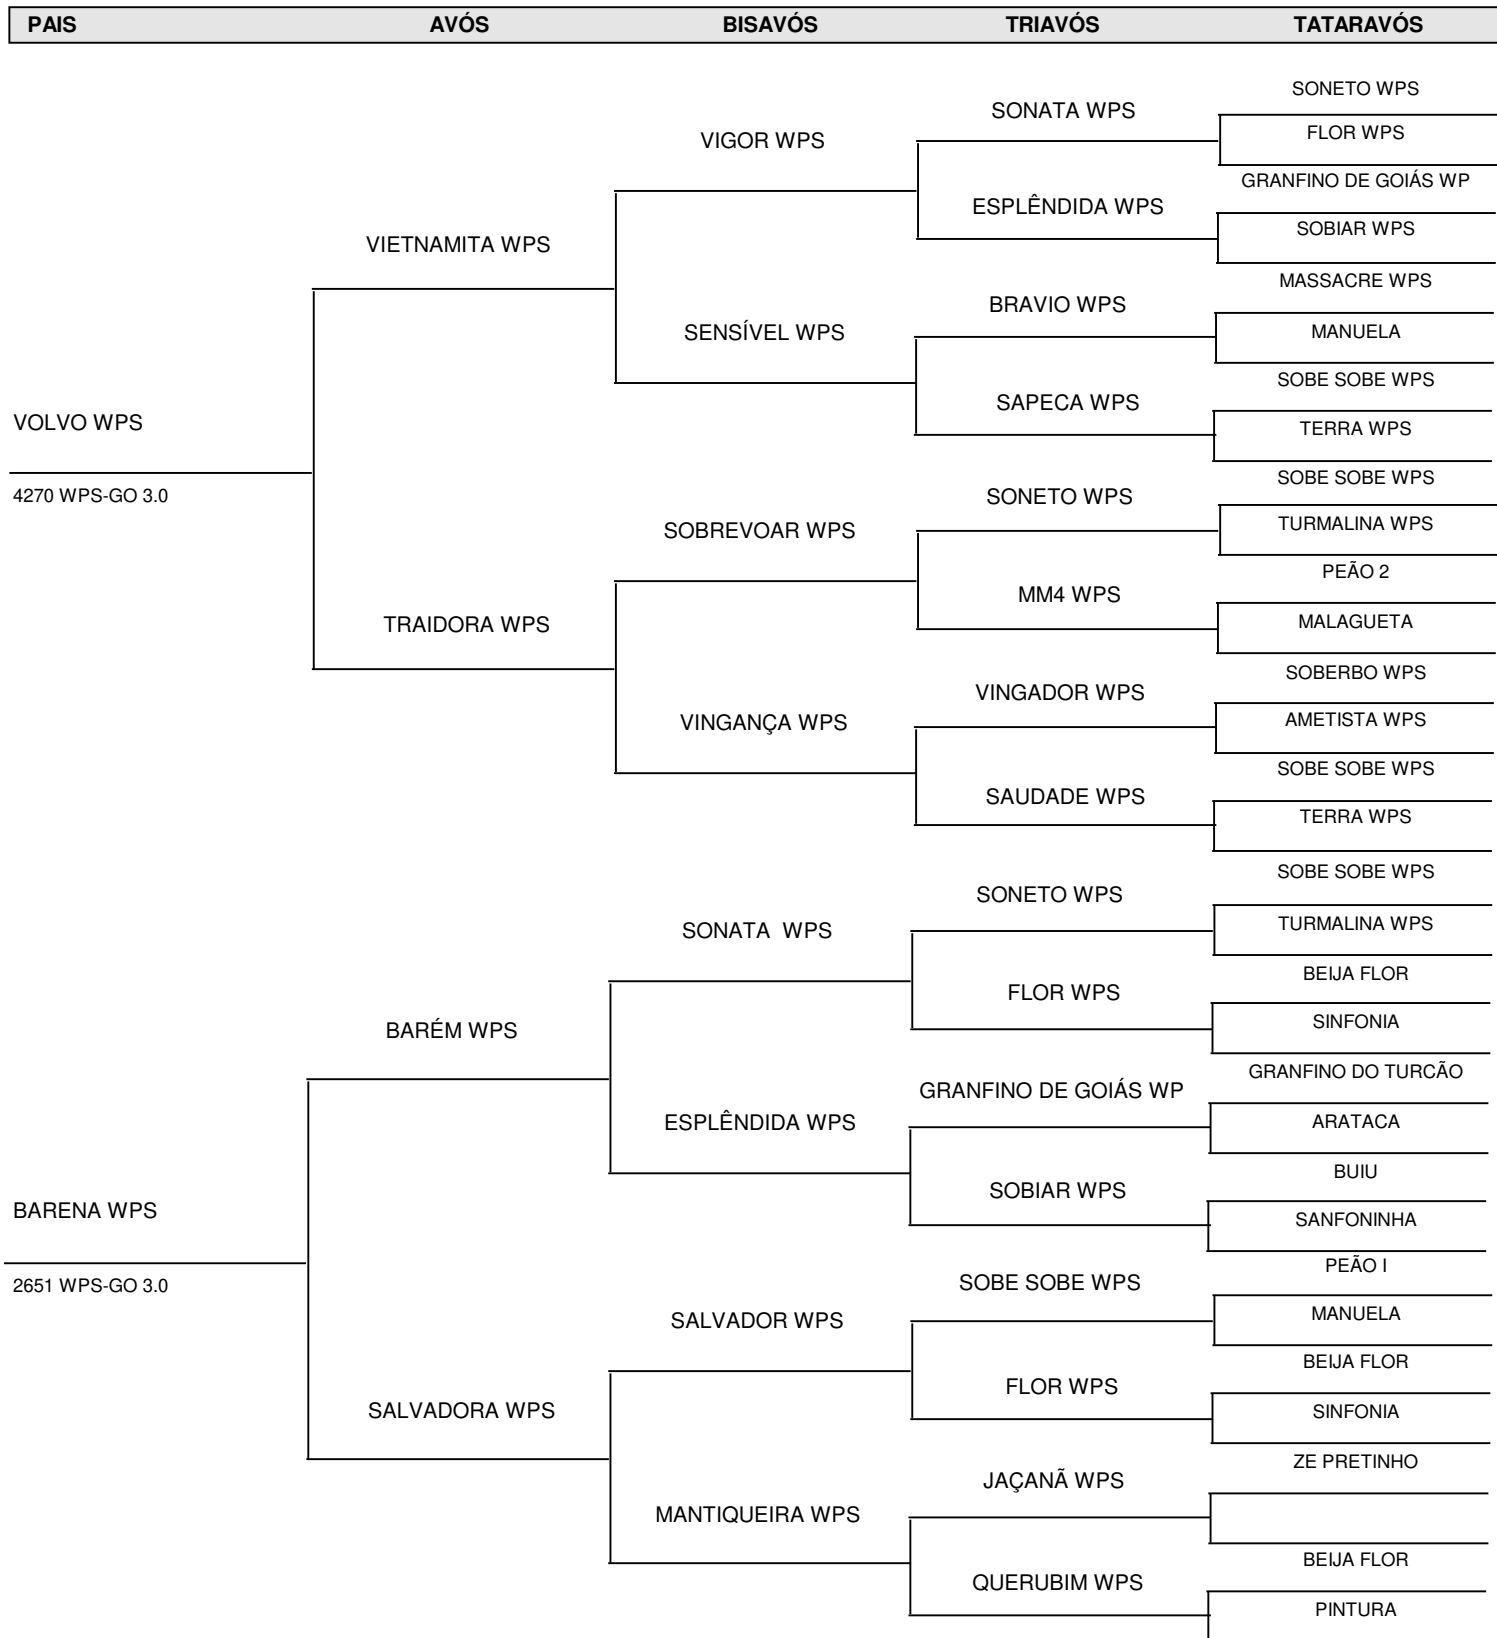 PAIS AVÓS BISAVÓS TRIAVÓS TATARAVÓS
SONETO WPS
SONATA WPS
FLOR WPS
VIGOR WPS
GRANFINO DE GOIÁS WP
ESPLÊNDIDA WPS
SOBIAR WPS
VIETNAMITA WPS
MASSACRE WPS
BRAVIO WPS
MANUELA
SENSÍVEL WPS
SOBE SOBE WPS
SAPECA WPS
VOLVO WPS
TERRA WPS
SOBE SOBE WPS
4270 WPS-GO 3.0
SONETO WPS
TURMALINA WPS
SOBREVOAR WPS
PEÃO 2
MM4 WPS
MALAGUETA
TRAIDORA WPS
SOBERBO WPS
VINGADOR WPS
AMETISTA WPS
VINGANÇA WPS
SOBE SOBE WPS
SAUDADE WPS
TERRA WPS
SOBE SOBE WPS
SONETO WPS
TURMALINA WPS
SONATA WPS
BEIJA FLOR
FLOR WPS
SINFONIA
BARÉM WPS
GRANFINO DO TURCÃO
GRANFINO DE GOIÁS WP
ARATACA
ESPLÊNDIDA WPS
BUIU
SOBIAR WPS
BARENA WPS
SANFONINHA
PEÃO I
2651 WPS-GO 3.0
SOBE SOBE WPS
MANUELA
SALVADOR WPS
BEIJA FLOR
FLOR WPS
SALVADORA WPS
SINFONIA
ZE PRETINHO
JAÇANÃ WPS
MANTIQUEIRA WPS
BEIJA FLOR
QUERUBIM WPS
PINTURA